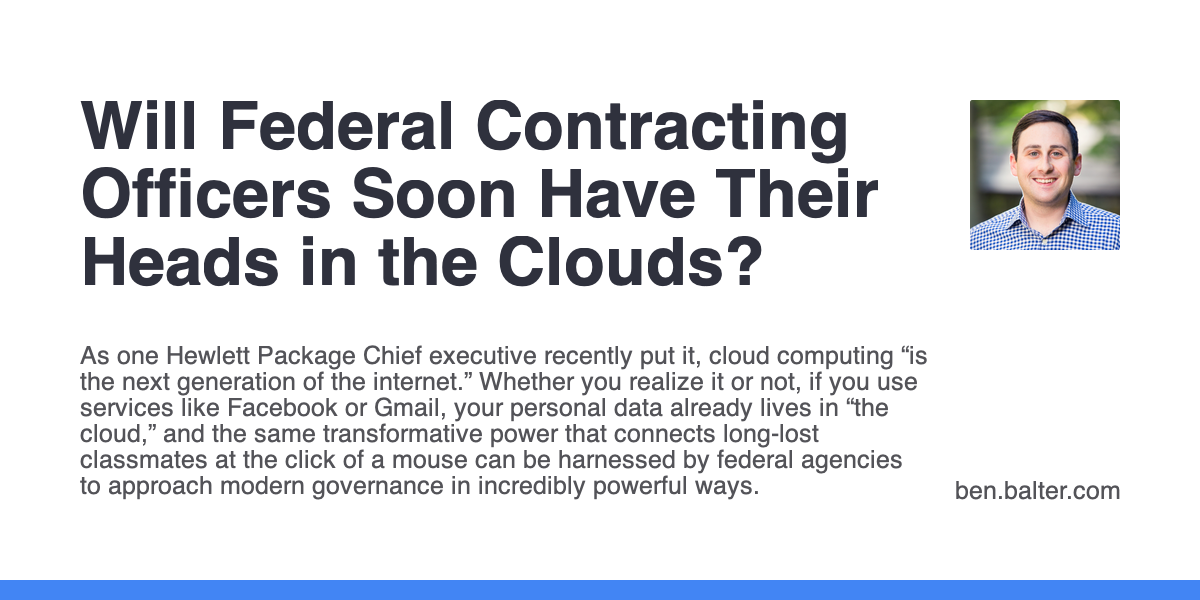 Will Federal Contracting
Officers Soon Have Their
Heads in the Clouds?
As one Hewlett Package Chief executive recently put it, cloud computing “is
the next generation of the internet.” Whether you realize it or not, if you use
services like Facebook or Gmail, your personal data already lives in “the
cloud,” and the same transformative power that connects long-lost
classmates at the click of a mouse can be harnessed by federal agencies
to approach modern governance in incredibly powerful ways.
ben.balter.com